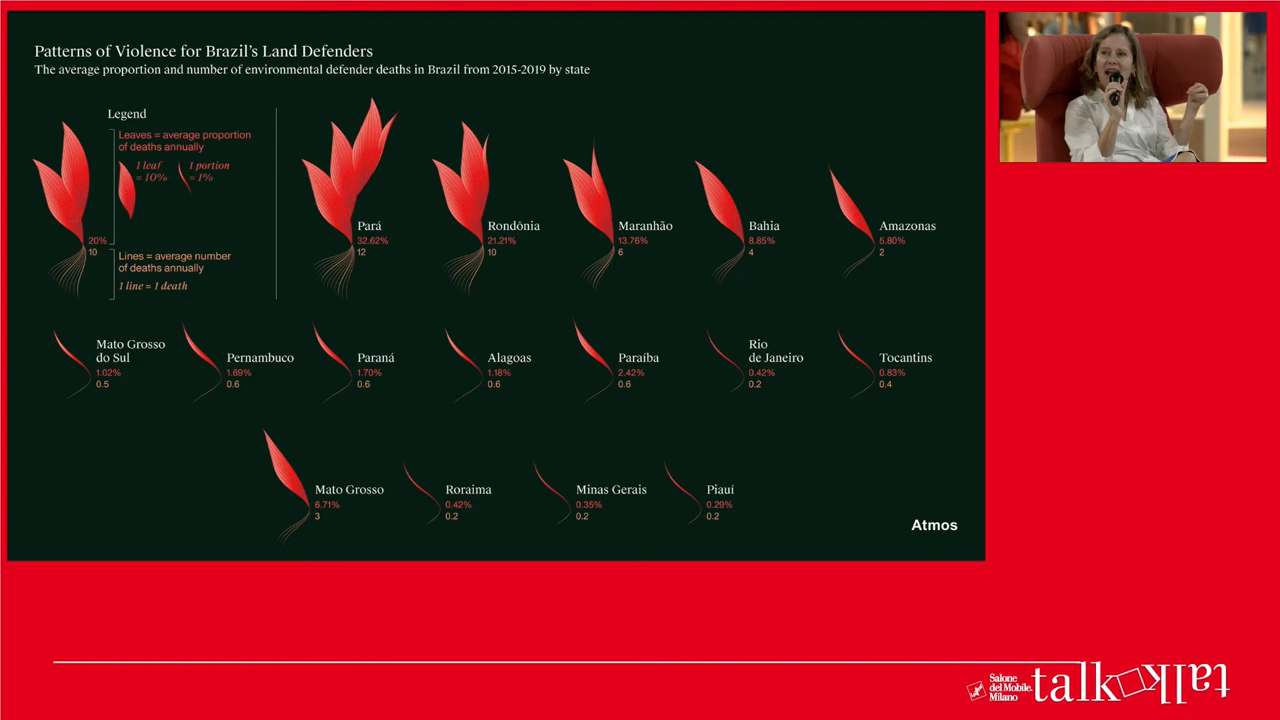 Patterns of Violence for Brazil's Land Defenders
The average proportion and number of environmental defender deaths in Brazil from 2015-2019 by state
Legend
Leaves = average proportion
of deaths annually
1 leaf
= 10%
1 portion
= 1%
20%
10
Lines = average number
of deaths annually
1 line = 1 death
Pará
32.62%
12
Rondônia
21.21%
10
Maranhão
13.76%
6
Bahia
8.85%
4
Amazonas
5.80%
2
Mato Grosso
do Sul
1.02%
0.5
Pernambuco
1.69%
0.6
Paraná
1.70%
0.6
Alagoas
1.18%
0.6
Paraíba
2.42%
0.6
Rio
de Janeiro
0.42%
0.2
Tocantins
0.83%
0.4
Mato Grosso
6.71%
3
Roraima
0.42%
0.2
Minas Gerais
0.35%
0.2
Piauí
0.29%
0.2
Atmos
Salone
del Mobile.
Milano
talk talk